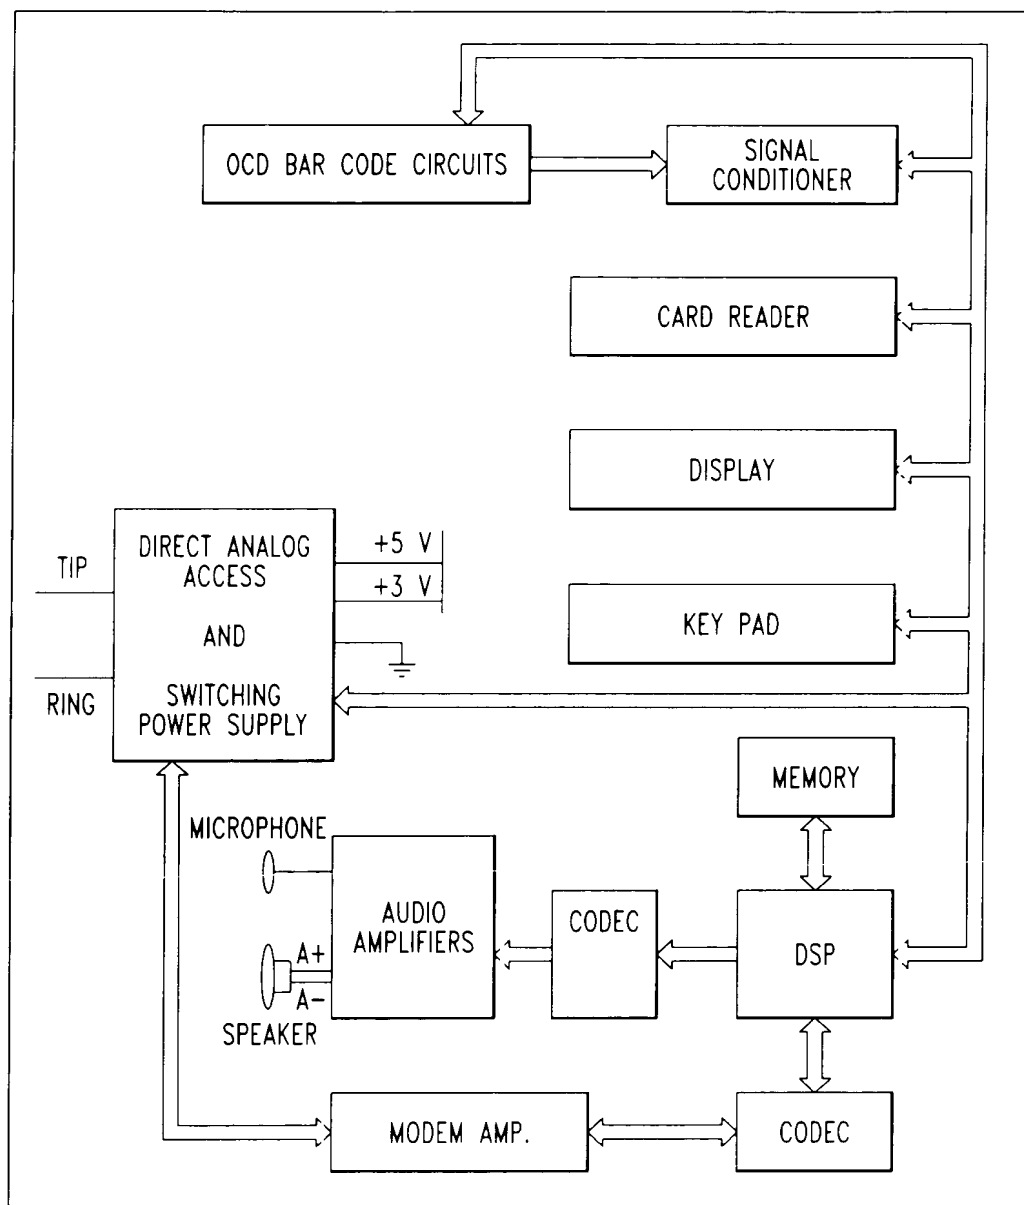 OCD BAR CODE CIRCUITS
SIGNAL
CONDITIONER
CARD READER
DISPLAY
KEY PAD
TIP
RING
DIRECT ANALOG
ACCESS
AND
SWITCHING
POWER SUPPLY
+5 V
+3 V
MEMORY
MICROPHONE
AUDIO
AMPLIFIERS
CODEC
DSP
A+
A-
SPEAKER
MODEM AMP.
CODEC